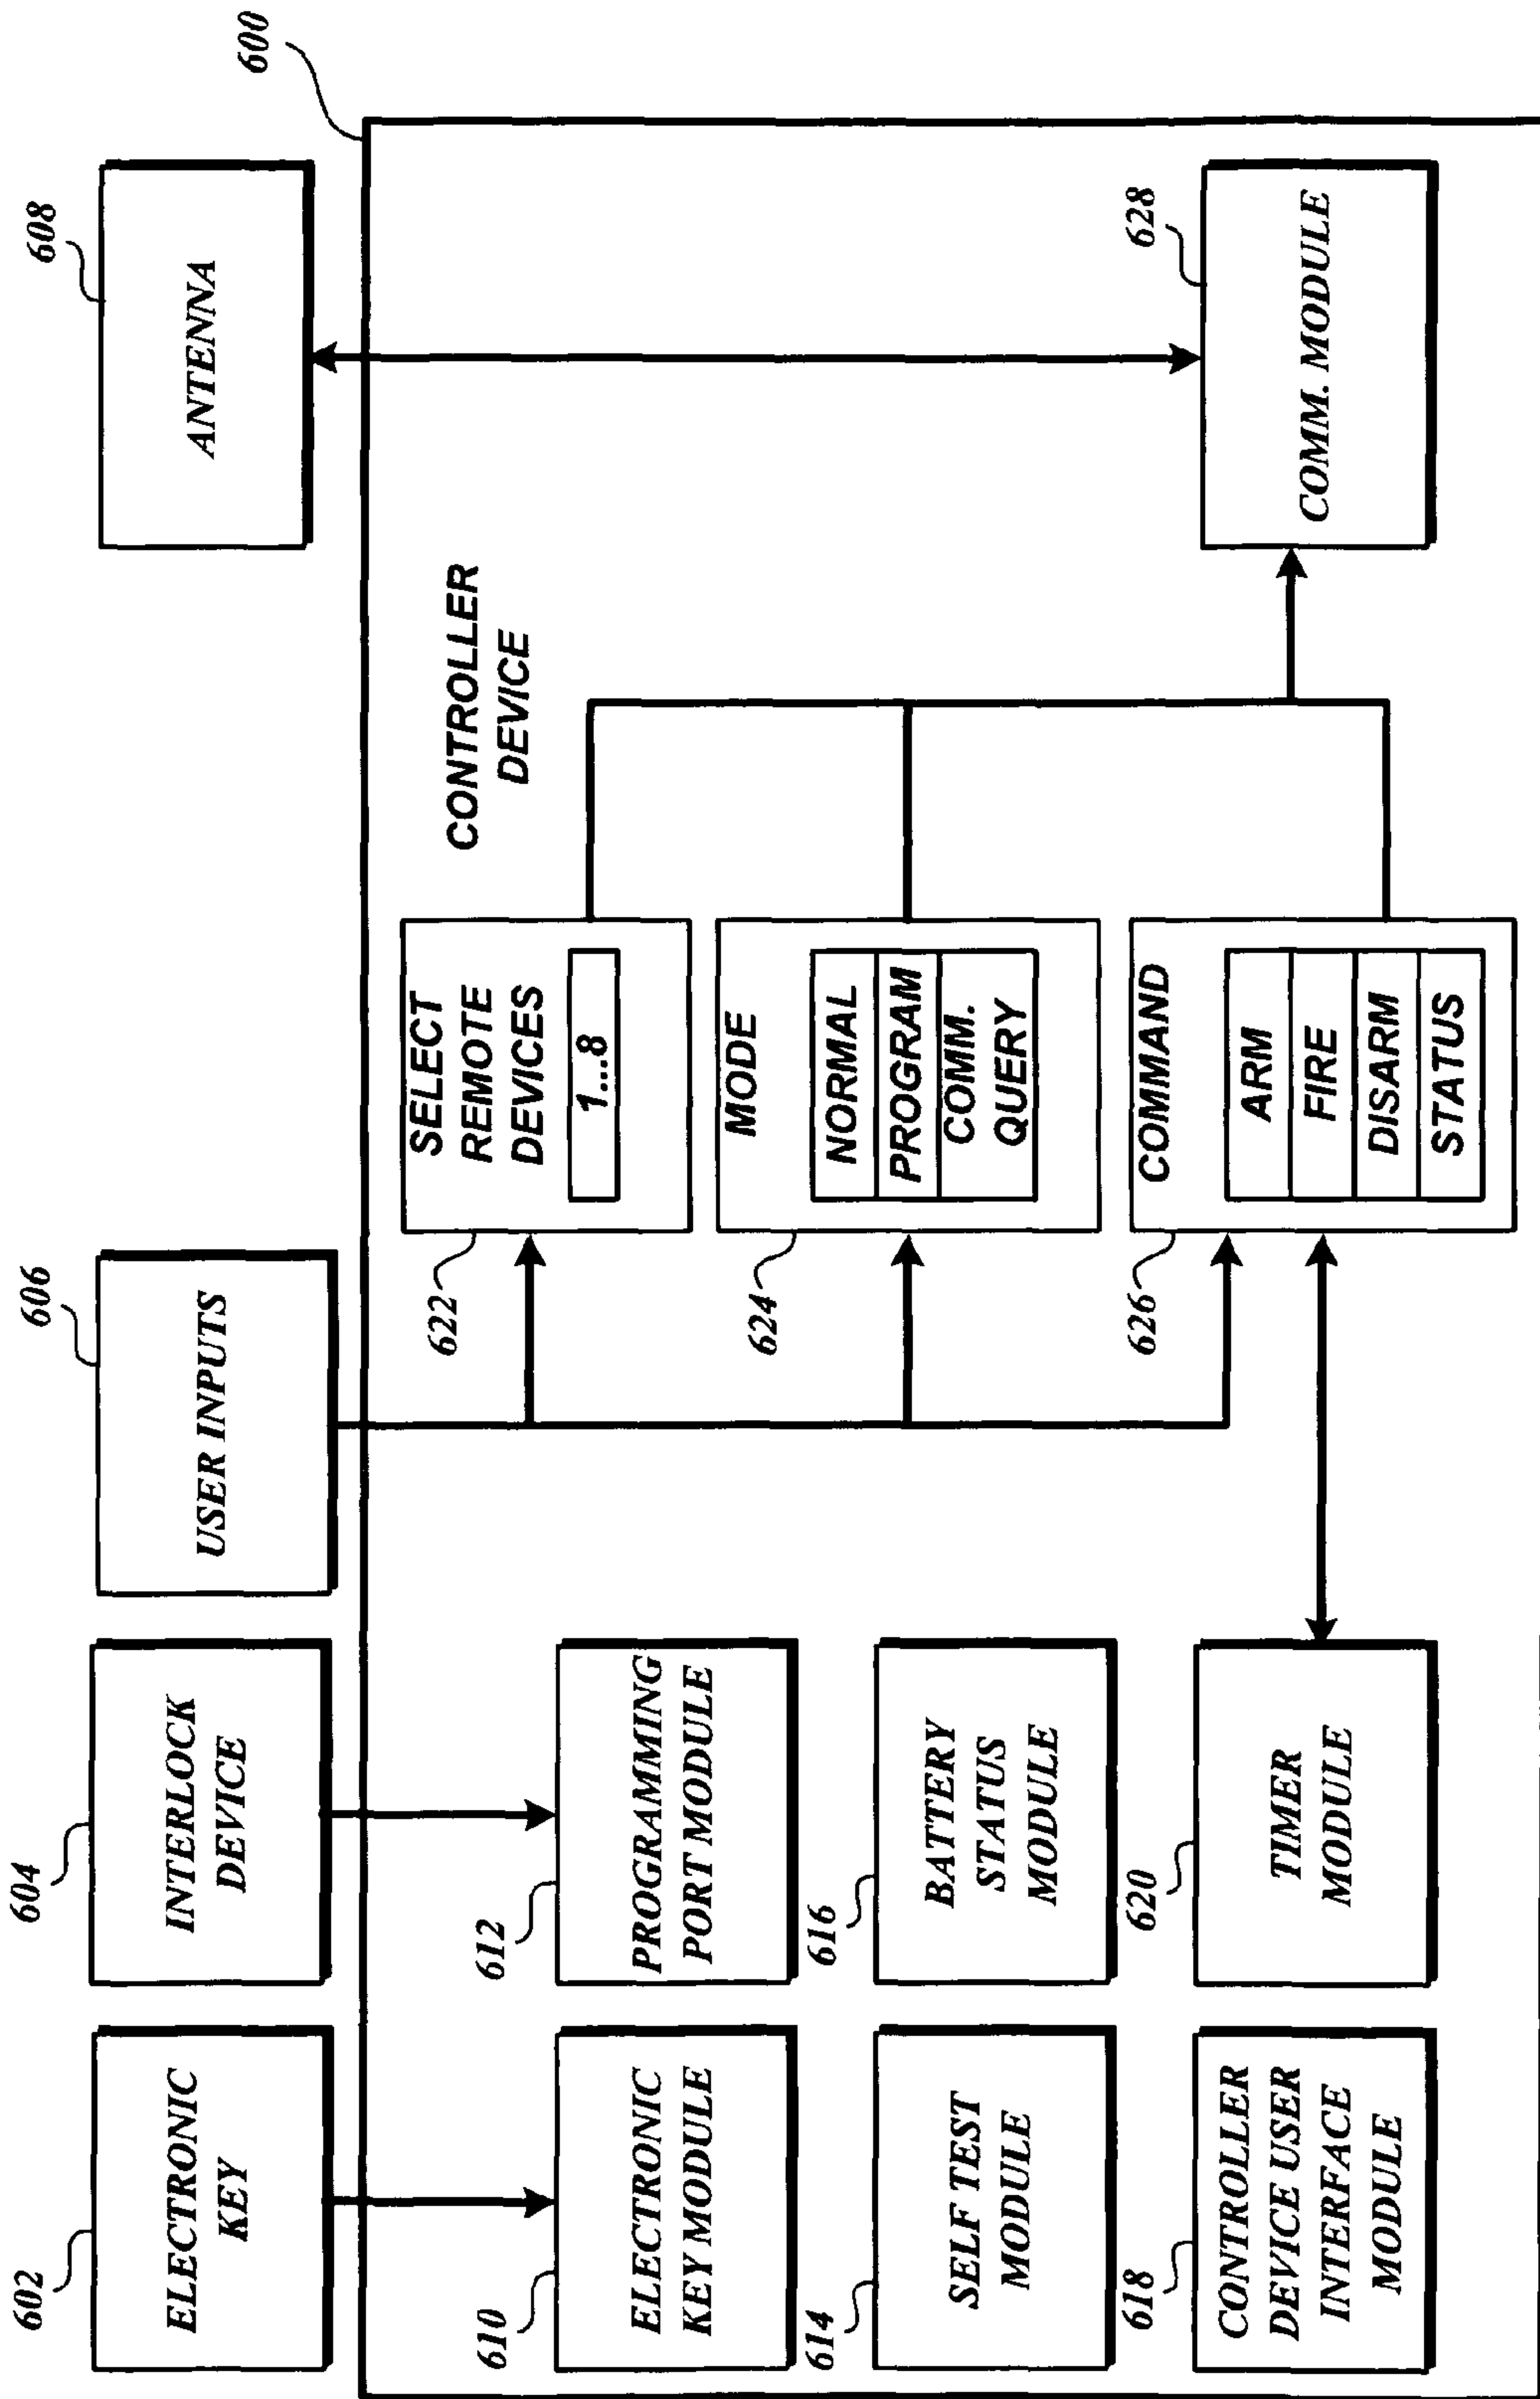 600
602
ELECTRONIC
KEY
604
INTERLOCK
DEVICE
606
USER INPUTS
608
ANTENNA
CONTROLLER
DEVICE
610
ELECTRONIC
KEY MODULE
612
PROGRAMMING
PORT MODULE
614
SELF TEST
MODULE
616
BATTERY
STATUS
MODULE
618
CONTROLLER
DEVICE USER
INTERFACE
MODULE
620
TIMER
MODULE
622
SELECT
REMOTE
DEVICES
1...8
624
MODE
NORMAL
PROGRAM
COMM.
QUERY
626
COMMAND
ARM
FIRE
DISARM
STATUS
628
COMM. MODULE